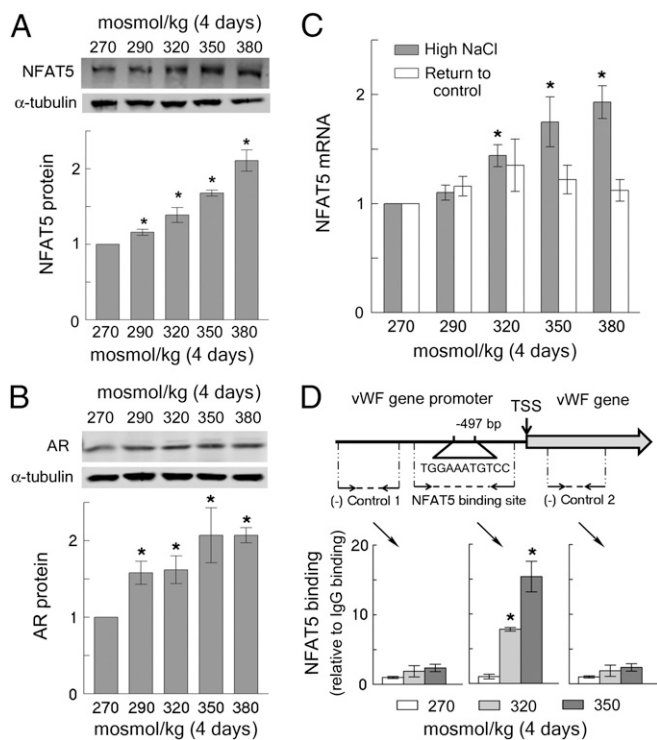 A
mosmol/kg (4 days)
270 290 320 350 380
NFAT5
α-tubulin
NFAT5 protein
2
1
0
* * * *
270 290 320 350 380
mosmol/kg (4 days)
B
mosmol/kg (4 days)
270 290 320 350 380
AR
α-tubulin
AR protein
2
1
0
* * * *
270 290 320 350 380
mosmol/kg (4 days)
C
High NaCl
Return to
control
NFAT5 mRNA
2
1
0
* * *
270 290 320 350 380
mosmol/kg (4 days)
D
vWF gene promoter TSS vWF gene
-497 bp
TGGAAATGTCC
(-) Control 1 NFAT5 binding site (-) Control 2
NFAT5 binding
(relative to IgG binding)
20
10
0
* *
270 320 350
mosmol/kg (4 days)